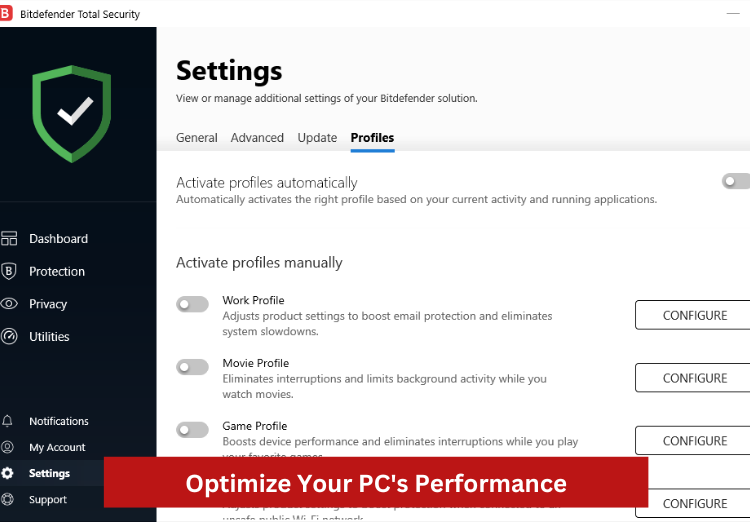 B Bitdefender Total Security
Settings
View or manage additional settings of your Bitdefender solution.
General Advanced Update Profiles
Activate profiles automatically
Automatically activates the right profile based on your current activity and running applications.
Dashboard
Protection
Privacy
Utilities
Notifications
My Account
Settings
Support
Activate profiles manually
Work Profile
Adjusts product settings to boost email protection and eliminates
system slowdowns.
CONFIGURE
Movie Profile
Eliminates interruptions and limits background activity while you
watch movies.
CONFIGURE
Game Profile
Boosts device performance and eliminates interruptions while you play
your favorite games.
CONFIGURE
Optimize Your PC's Performance
CONFIGURE